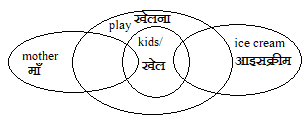 play खेलना
mother
माँ
kids/
खेल
ice cream
आइसक्रीम